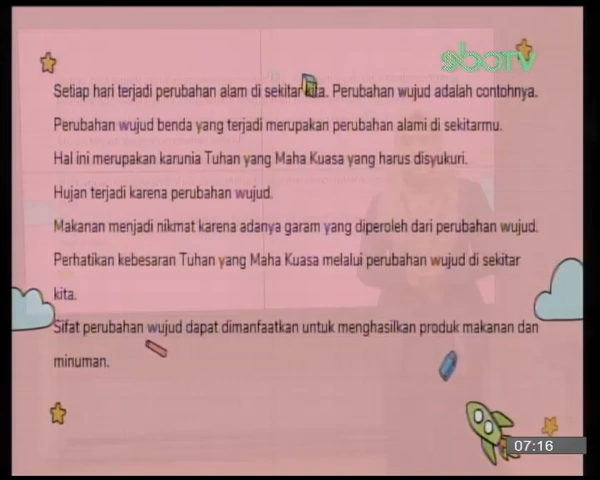 sboTV
Setiap hari terjadi perubahan alam di sekitar kita. Perubahan wujud adalah contohnya.
Perubahan wujud benda yang terjadi merupakan perubahan alami di sekitarmu.
Hal ini merupakan karunia Tuhan yang Maha Kuasa yang harus disyukuri.
Hujan terjadi karena perubahan wujud.
Makanan menjadi nikmat karena adanya garam yang diperoleh dari perubahan wujud.
Perhatikan kebesaran Tuhan yang Maha Kuasa melalui perubahan wujud di sekitar
kita.
Sifat perubahan wujud dapat dimanfaatkan untuk menghasilkan produk makanan dan
minuman.
07:16